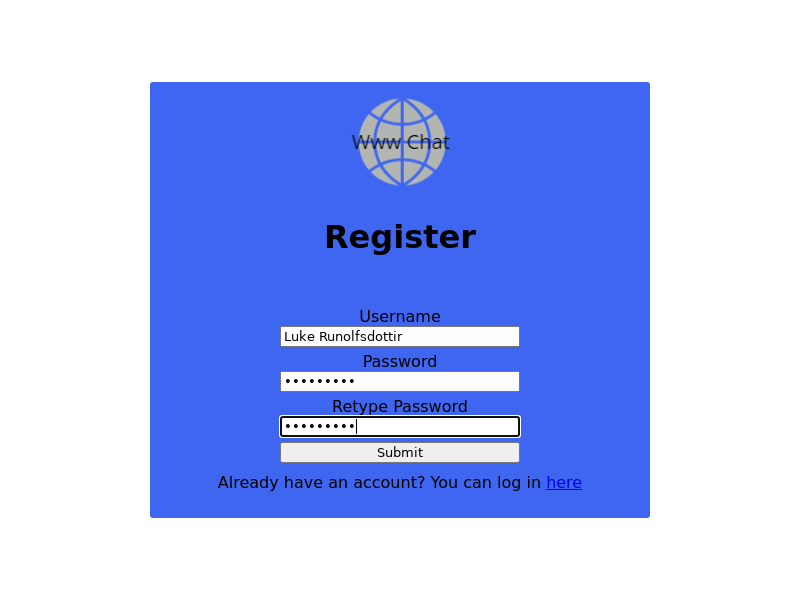 Www Chat
Register
Username
Luke Runolfsdottir
Password
•••••••••
Retype Password
•••••••••
Submit
Already have an account? You can log in here